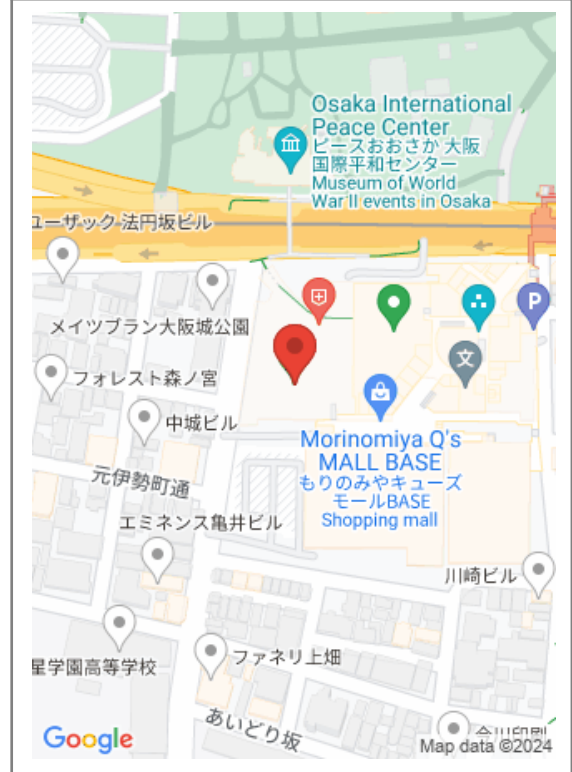 Osaka International
Peace Center
ピースおおさか 大阪
国際平和センター
Museum of World
War II events in Osaka
ユーザック 法円坂ビル
メイツブラン大阪城公園
P
文
フォレスト森ノ宮
中城ビル
Morinomiya Q's
MALL BASE
もりのみやキューズ
モールBASE
Shopping mall
元伊勢町通
エミネンス亀井ビル
川崎ビル
ファネリ上畑
星学園高等学校
あいどり坂
Google
Map data ©2024